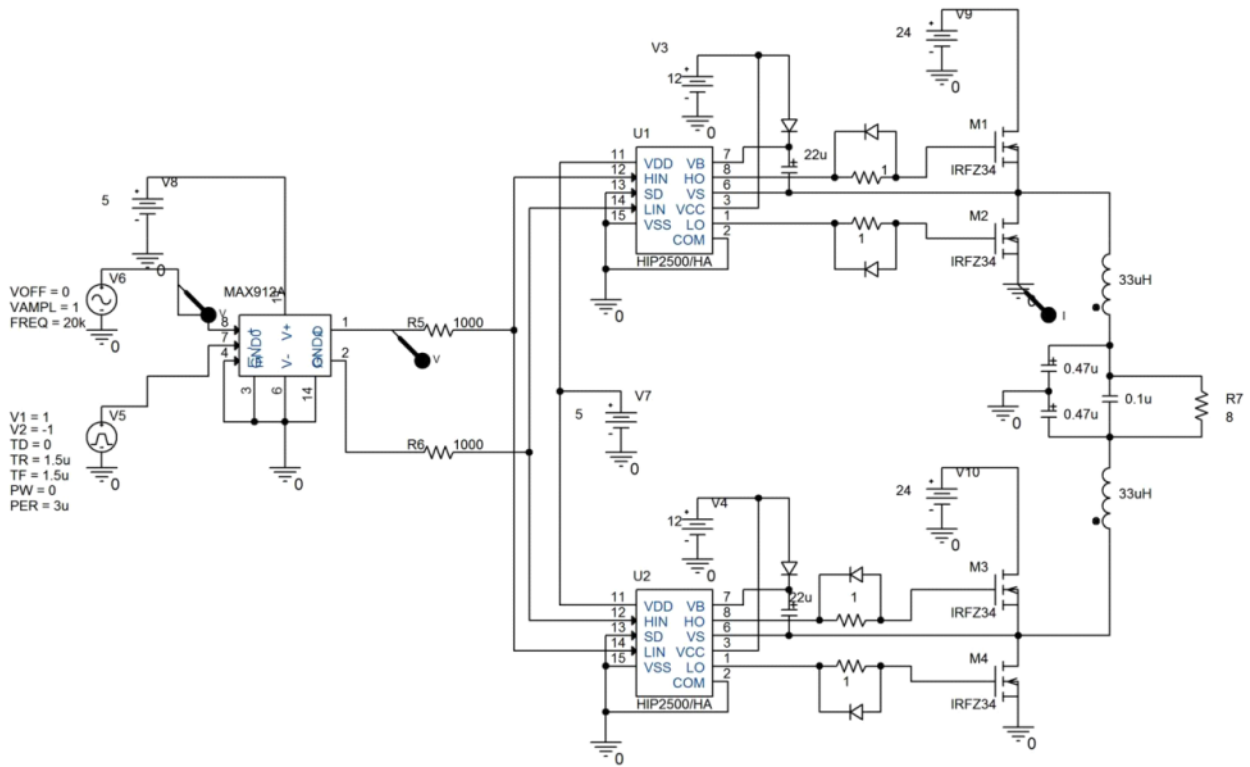 V9
24
V3
12
0
0
U1
M1
11
VDD
VB
7
22u
12
HIN
HO
8
1
IRFZ34
13
SD
VS
6
14
LIN
VCC
3
M2
15
VSS
LO
1
COM
2
1
IRFZ34
HIP2500/HA
33uH
0
0
I
V8
5
0
V6
VOFF = 0
VAMPL = 1
FREQ = 20k
0
MAX912A
V
8
7
4
V+
V-
3
6
14
1
2
0
R5
1000
V
R6
1000
V5
V1 = 1
V2 = -1
TD = 0
TR = 1.5u
TF = 1.5u
PW = 0
PER = 3u
0
V7
5
0
0.47u
0.47u
0
0.1u
R7
8
33uH
V10
24
0
V4
12
0
U2
M3
11
VDD
VB
7
22u
12
HIN
HO
8
1
IRFZ34
13
SD
VS
6
14
LIN
VCC
3
M4
15
VSS
LO
1
COM
2
1
IRFZ34
HIP2500/HA
0
0